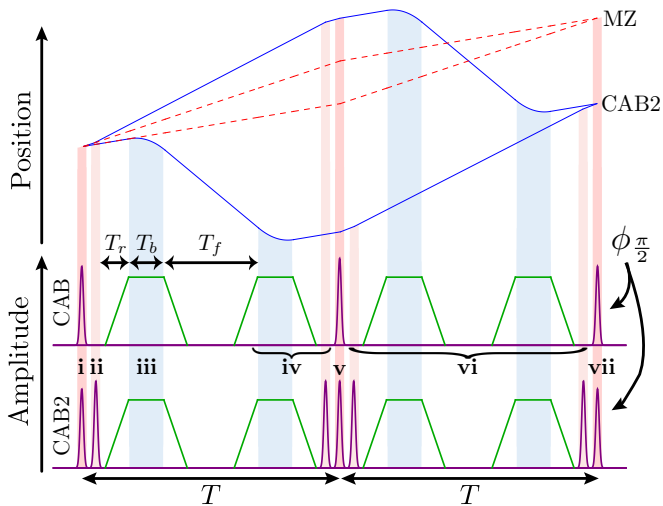 MZ
CAB2
Position
T_r T_b T_f
ϕ_{π/2}
Amplitude
CAB
i ii iii iv v vi vii
CAB2
T T